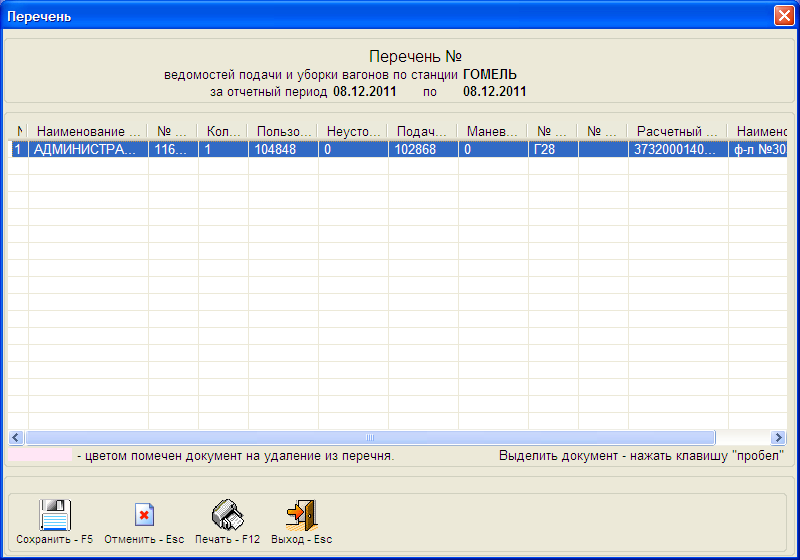 Перечень
Перечень №
ведомостей подачи и уборки вагонов по станции ГОМЕЛЬ
за отчетный период 08.12.2011 по 08.12.2011
N Наименование ... № ... Кол... Пользо... Неусто... Подач... Манев... № ... № ... Расчетный ... Наимено
1 АДМИНИСТРА... 116... 1 104848 0 102868 0 Г28 3732000140... ф-л №30
- цветом помечен документ на удаление из перечня. Выделить документ - нажать клавишу "пробел"
Сохранить - F5 Отменить - Esc Печать - F12 Выход - Esc